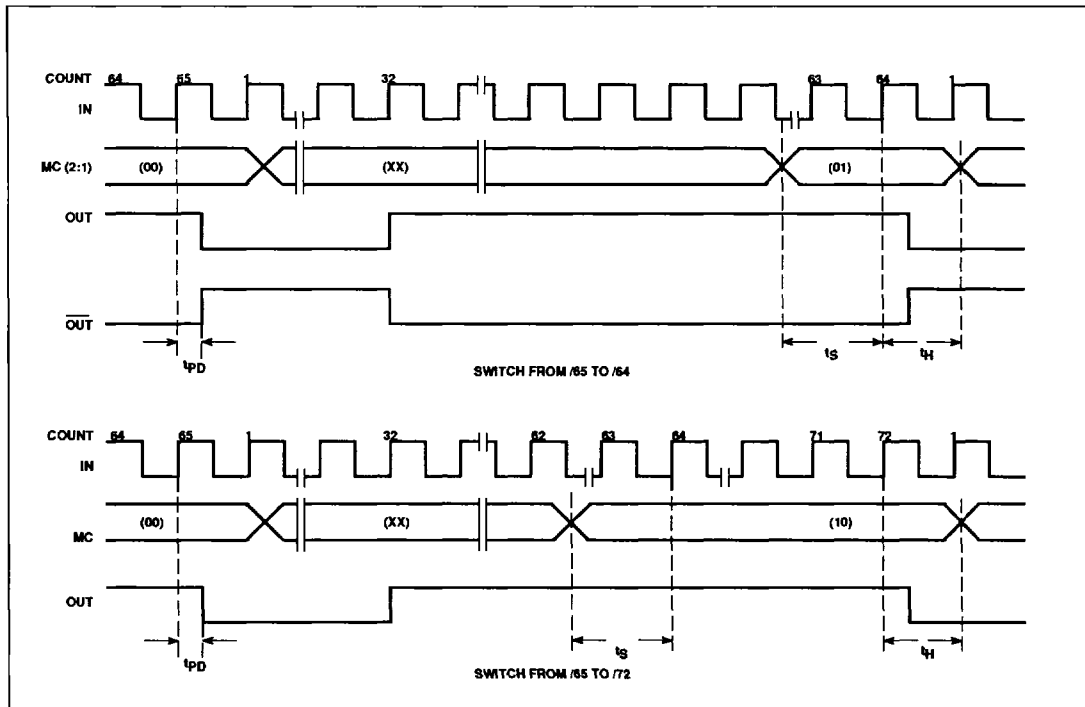 COUNT 64 65 1 32 63 64 1
IN
MC (2:1) (00) (XX) (01)
OUT
OUT
tPD tS tH
SWITCH FROM /65 TO /64
COUNT 64 65 1 32 62 63 64 71 72 1
IN
MC (00) (XX) (10)
OUT
tPD tS tH
SWITCH FROM /65 TO /72